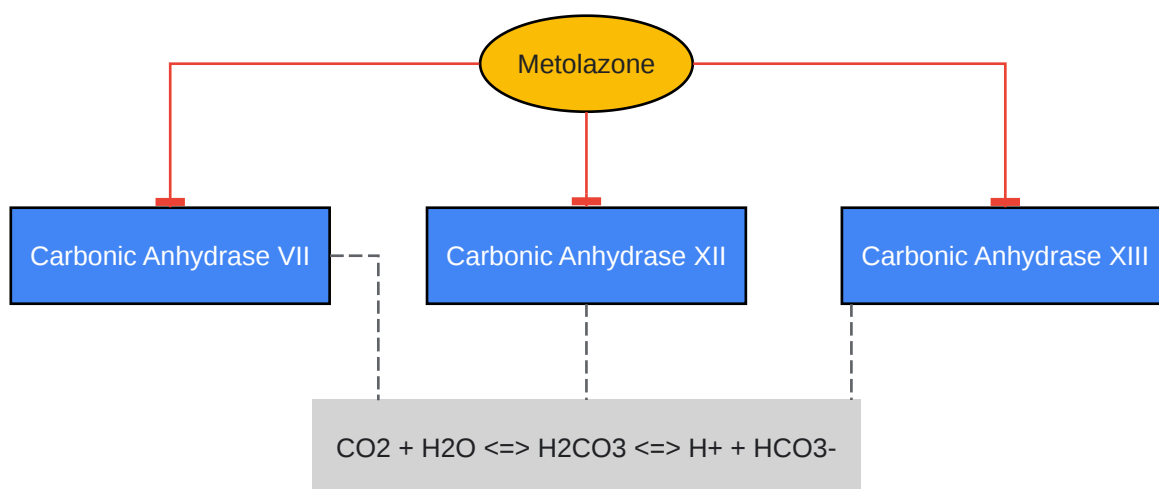 Metolazone
Carbonic Anhydrase VII
Carbonic Anhydrase XII
Carbonic Anhydrase XIII
CO2 + H2O <=> H2CO3 <=> H+ + HCO3-